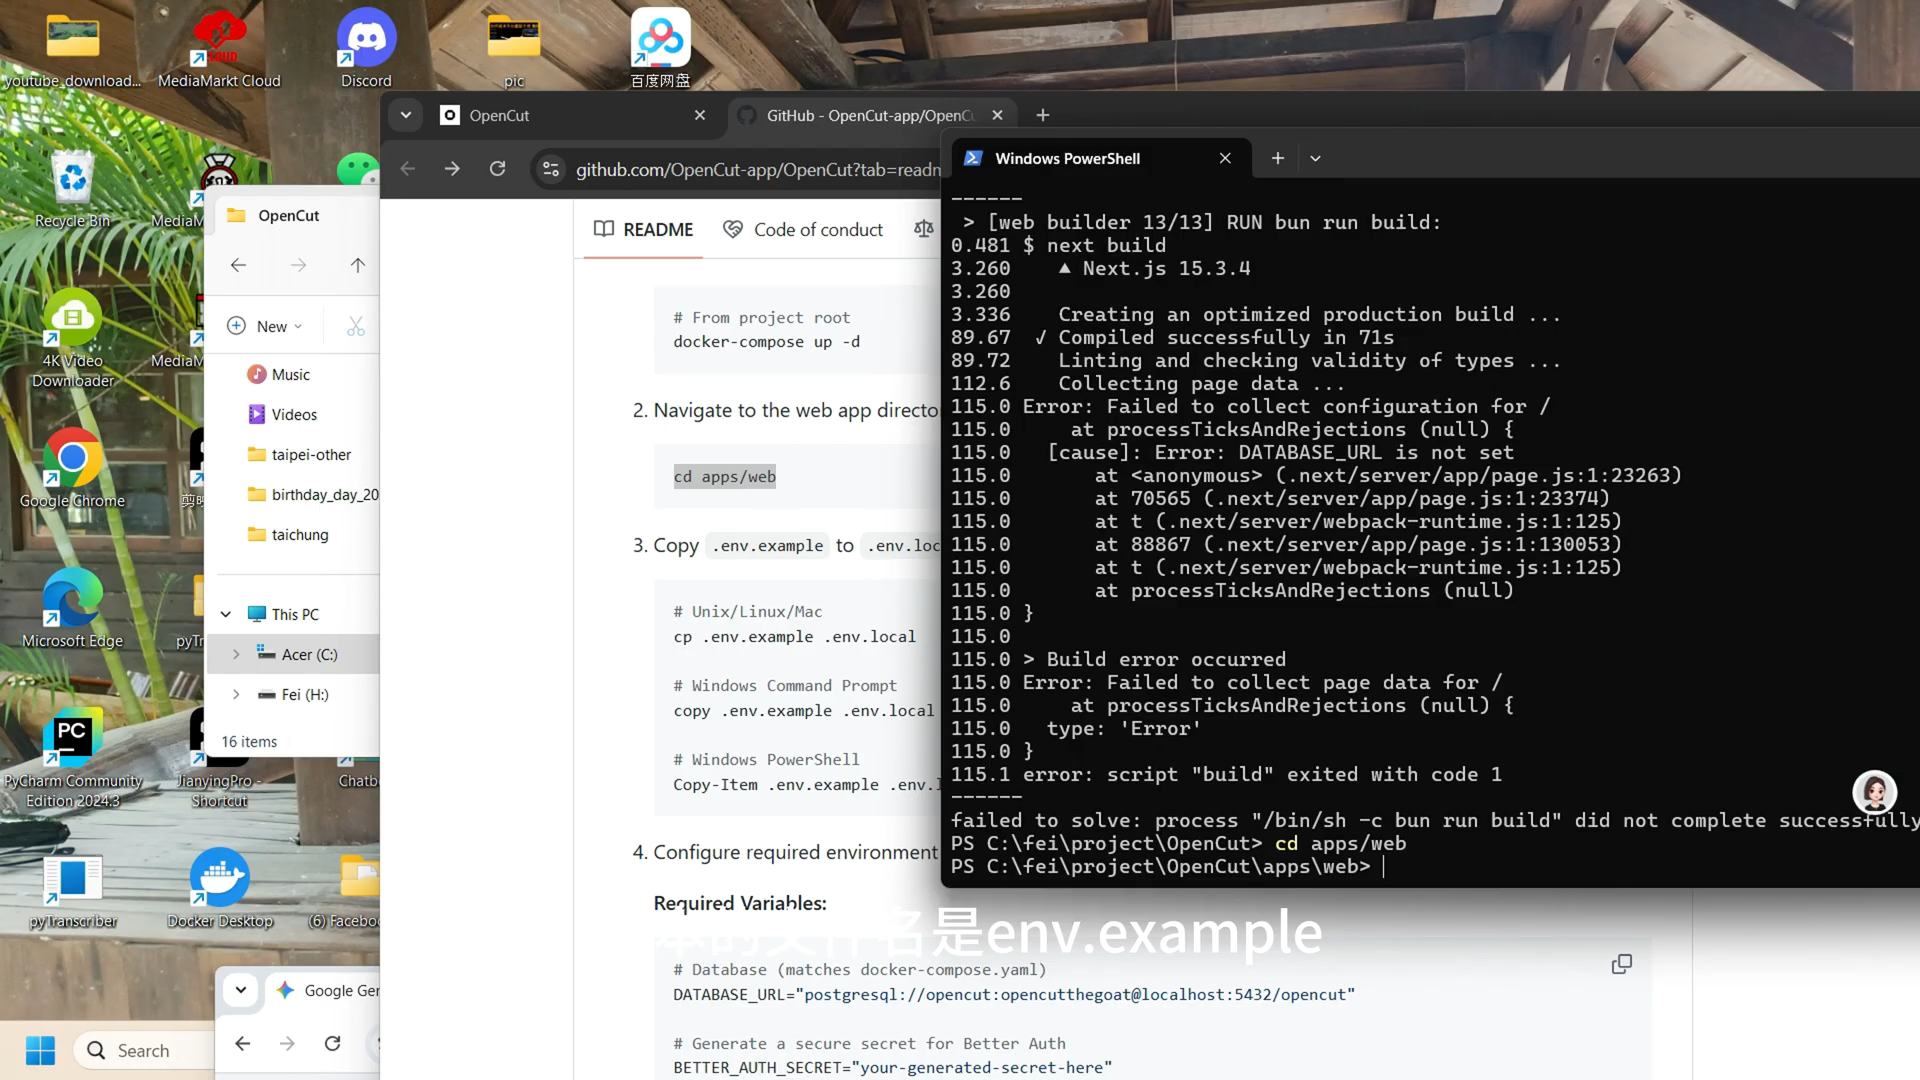 youtube_download...
MediaMarkt Cloud
Discord
pic
百度网盘
Recycle Bin
4K Video
Downloader
Google Chrome
Microsoft Edge
PyCharm Community
Edition 2024.3
JianyingPro -
Shortcut
pyTranscriber
Docker Desktop
(6) Facebo
OpenCut
New
Music
Videos
taipei-other
birthday_day_20
taichung
This PC
Acer (C:)
Fei (H:)
16 items
Google Ger
Search
OpenCut
GitHub - OpenCut-app/OpenC
github.com/OpenCut-app/OpenCut?tab=readm
README
Code of conduct
# From project root
docker-compose up -d
2. Navigate to the web app directo
cd apps/web
3. Copy .env.example to .env.loc
# Unix/Linux/Mac
cp .env.example .env.local
# Windows Command Prompt
copy .env.example .env.local
# Windows PowerShell
Copy-Item .env.example .env.l
4. Configure required environment
Required Variables:
# Database (matches docker-compose.yaml)
DATABASE_URL="postgresql://opencut:opencutthegoat@localhost:5432/opencut"
# Generate a secure secret for Better Auth
BETTER_AUTH_SECRET="your-generated-secret-here"
Windows PowerShell
------
> [web builder 13/13] RUN bun run build:
0.481 $ next build
3.260    ▲ Next.js 15.3.4
3.260
3.336    Creating an optimized production build ...
89.67  ✓ Compiled successfully in 71s
89.72    Linting and checking validity of types ...
112.6    Collecting page data ...
115.0 Error: Failed to collect configuration for /
115.0     at processTicksAndRejections (null) {
115.0   [cause]: Error: DATABASE_URL is not set
115.0       at <anonymous> (.next/server/app/page.js:1:23263)
115.0       at 70565 (.next/server/app/page.js:1:23374)
115.0       at t (.next/server/webpack-runtime.js:1:125)
115.0       at 88867 (.next/server/app/page.js:1:130053)
115.0       at t (.next/server/webpack-runtime.js:1:125)
115.0       at processTicksAndRejections (null)
115.0 }
115.0
115.0 > Build error occurred
115.0 Error: Failed to collect page data for /
115.0     at processTicksAndRejections (null) {
115.0   type: 'Error'
115.0 }
115.1 error: script "build" exited with code 1
------
failed to solve: process "/bin/sh -c bun run build" did not complete successfully
PS C:\fei\project\OpenCut> cd apps/web
PS C:\fei\project\OpenCut\apps\web>
本的文件名是env.example